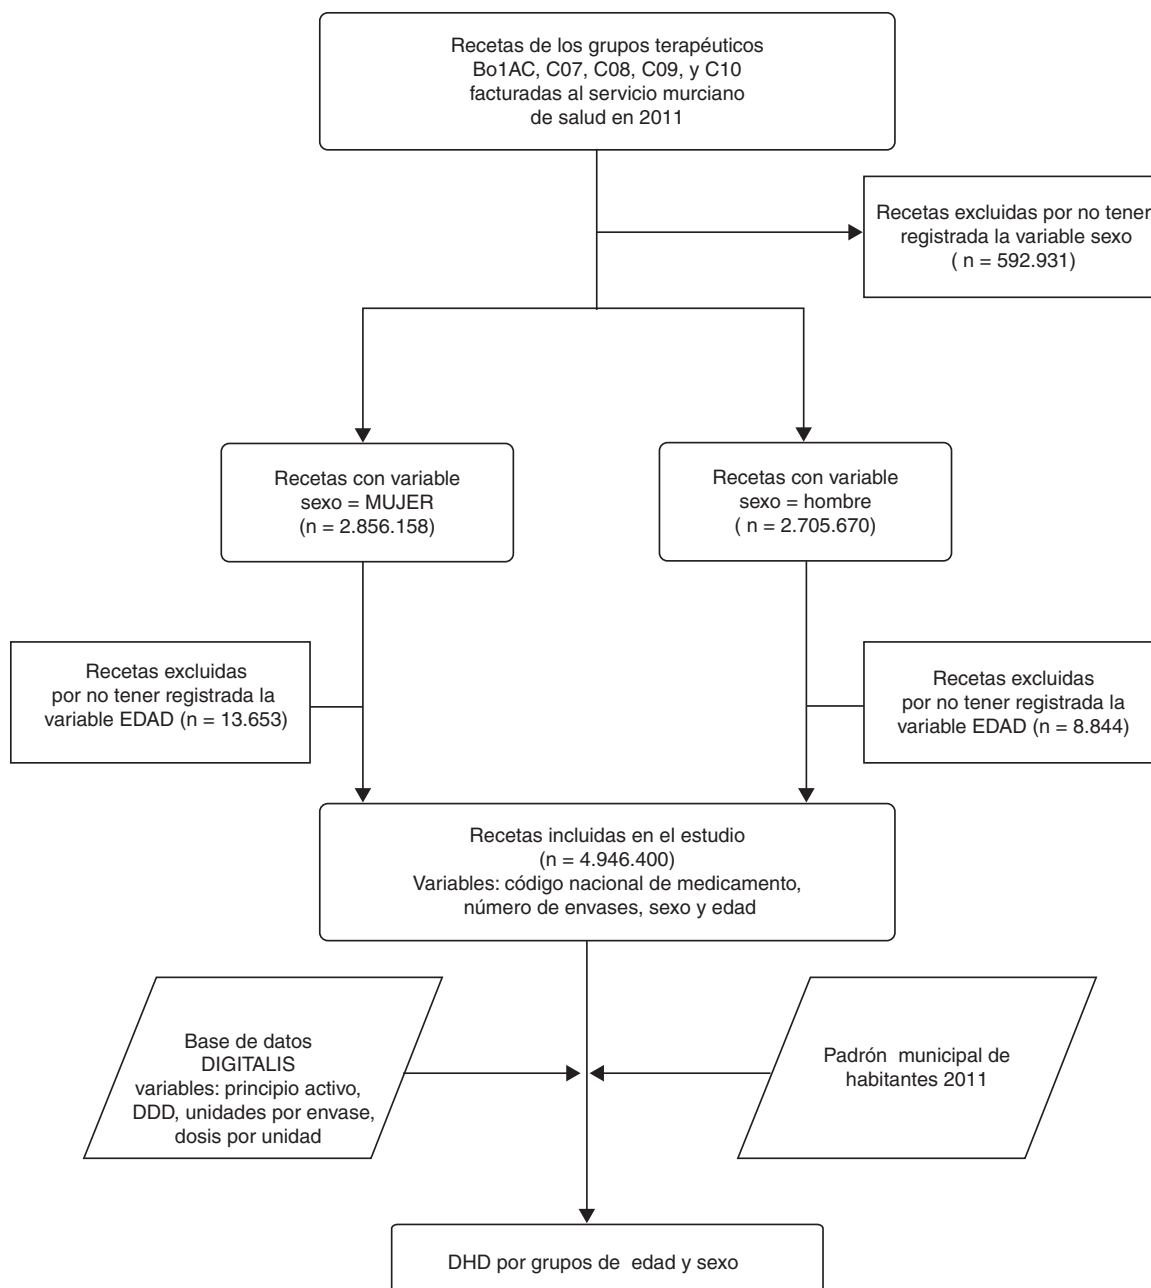 Recetas de los grupos terapéuticos
Bo1AC, C07, C08, C09, y C10
facturadas al servicio murciano
de salud en 2011
Recetas excluidas por no tener
registrada la variable sexo
( n = 592.931)
Recetas con variable
sexo = MUJER
(n = 2.856.158)
Recetas con variable
sexo = hombre
( n = 2.705.670)
Recetas excluidas
por no tener registrada la
variable EDAD (n = 13.653)
Recetas excluidas
por no tener registrada la
variable EDAD (n = 8.844)
Recetas incluidas en el estudio
(n = 4.946.400)
Variables: código nacional de medicamento,
número de envases, sexo y edad
Base de datos
DIGITALIS
variables: principio activo,
DDD, unidades por envase,
dosis por unidad
Padrón municipal de
habitantes 2011
DHD por grupos de edad y sexo